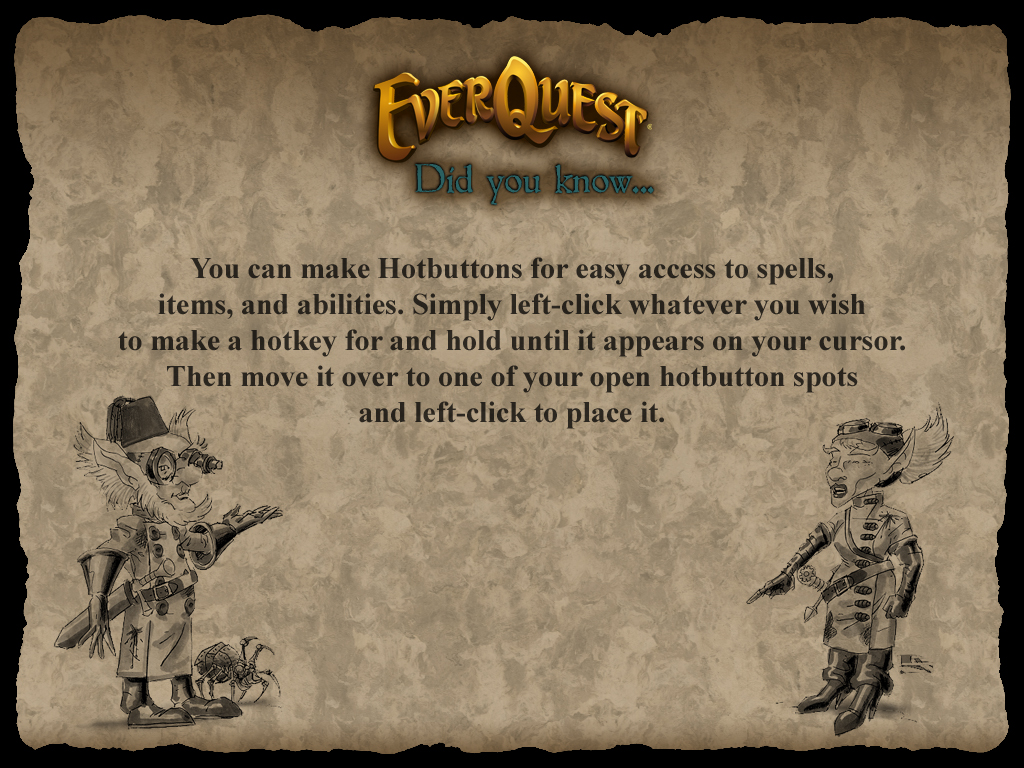 EverQuest
Did you know...
You can make Hotbuttons for easy access to spells,
items, and abilities. Simply left-click whatever you wish
to make a hotkey for and hold until it appears on your cursor.
Then move it over to one of your open hotbutton spots
and left-click to place it.